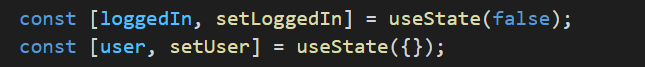 const [loggedIn, setLoggedIn] = useState(false);
const [user, setUser] = useState({});